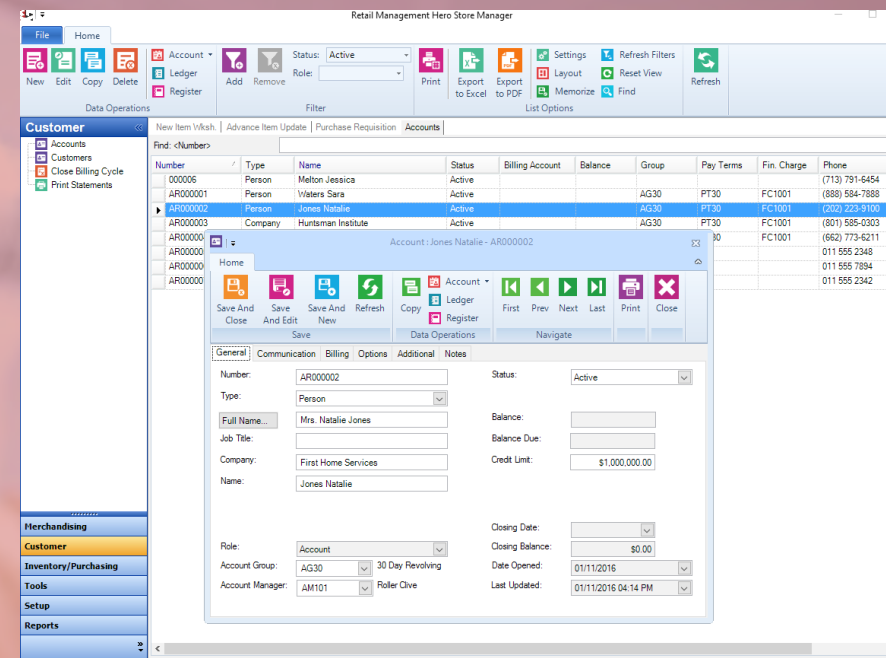 Retail Management Hero Store Manager
File Home
New Edit Copy Delete Account Ledger Register
Data Operations
Add Remove Status: Active Role:
Filter
Print Export to Excel Export to PDF Settings Layout Memorize Refresh Filters Reset View Find
List Options
Refresh
Customer «
Accounts
Customers
Close Billing Cycle
Print Statements
New Item Wksh. Advance Item Update Purchase Requisition Accounts
Find: <Number>
Number Type Name Status Billing Account Balance Group Pay Terms Fin. Charge Phone
000006 Person Melton Jessica Active (713) 791-6454
AR000001 Person Waters Sara Active AG30 PT30 FC1001 (888) 584-7888
AR000002 Person Jones Natalie Active AG30 PT30 FC1001 (202) 223-9100
AR000003 Company Huntsman Institute Active AG30 PT30 FC1001 (801) 585-0303
AR00000 PT30 FC1001 (662) 773-6211
AR00000 011 555 2348
AR00000 011 555 7894
AR00000 011 555 2342
Account : Jones Natalie - AR000002
Home
Save And Close Save And Edit Save And New Refresh
Save
Copy Account Ledger Register
Data Operations
First Prev Next Last
Navigate
Print Close
General Communication Billing Options Additional Notes
Number: AR000002 Status: Active
Type: Person
Full Name... Mrs. Natalie Jones Balance:
Job Title: Balance Due:
Company: First Home Services Credit Limit: $1,000,000.00
Name: Jones Natalie
Closing Date:
Role: Account Closing Balance: $0.00
Account Group: AG30 30 Day Revolving Date Opened: 01/11/2016
Account Manager: AM101 Roller Clive Last Updated: 01/11/2016 04:14 PM
Merchandising
Customer
Inventory/Purchasing
Tools
Setup
Reports